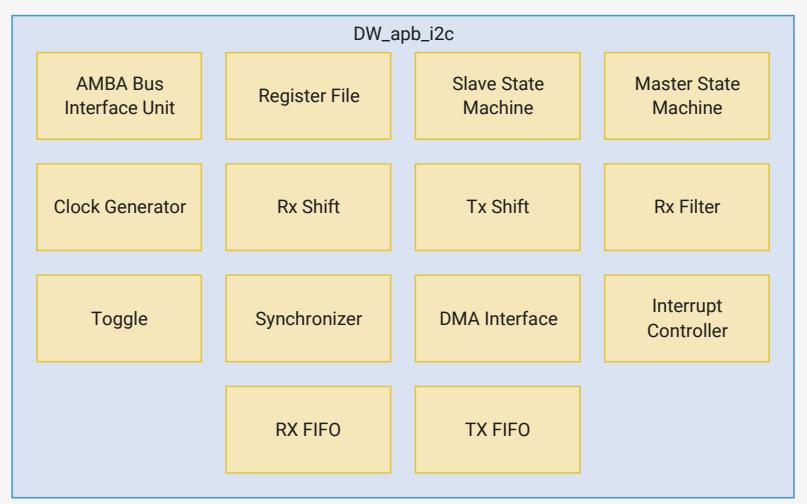 DW_apb_i2c
AMBA Bus
Interface Unit
Register File
Slave State
Machine
Master State
Machine
Clock Generator
Rx Shift
Tx Shift
Rx Filter
Toggle
Synchronizer
DMA Interface
Interrupt
Controller
RX FIFO
TX FIFO